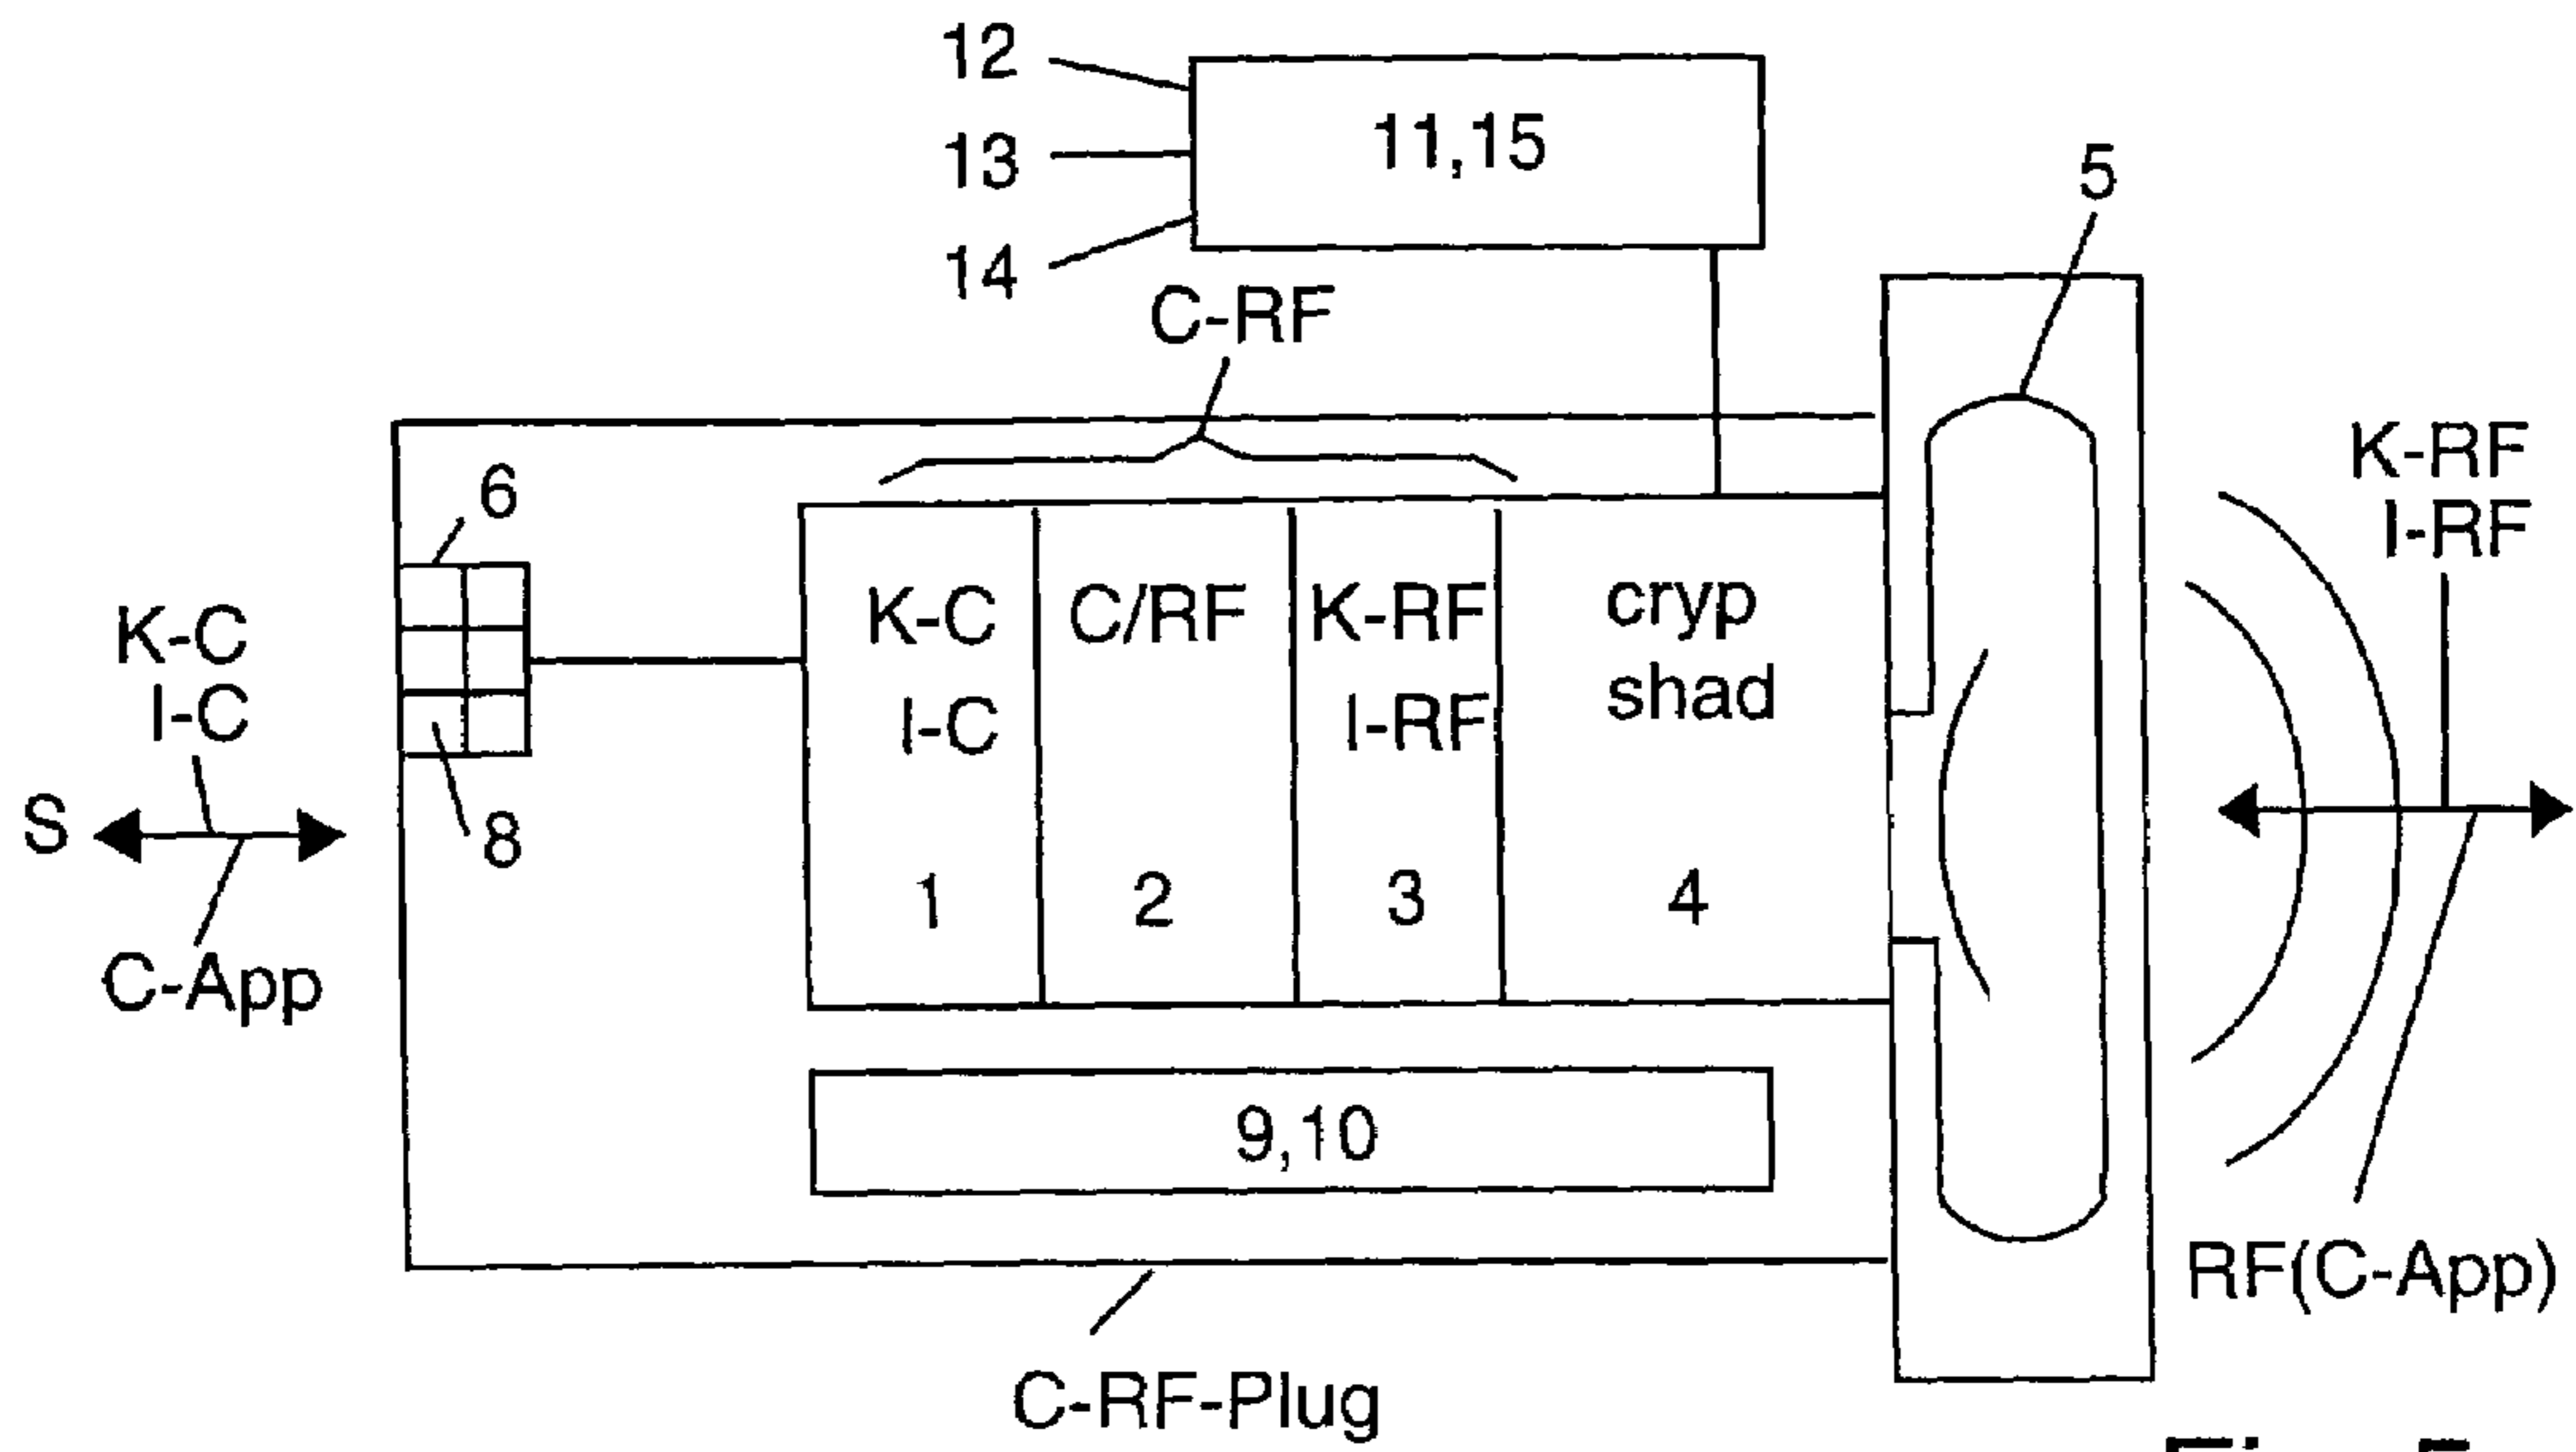 12
13
14
11,15
5
C-RF
K-RF
I-RF
6
K-C
I-C
S
C-App
8
K-C
I-C
1
C/RF
2
K-RF
I-RF
3
cryp
shad
4
9,10
RF(C-App)
C-RF-Plug